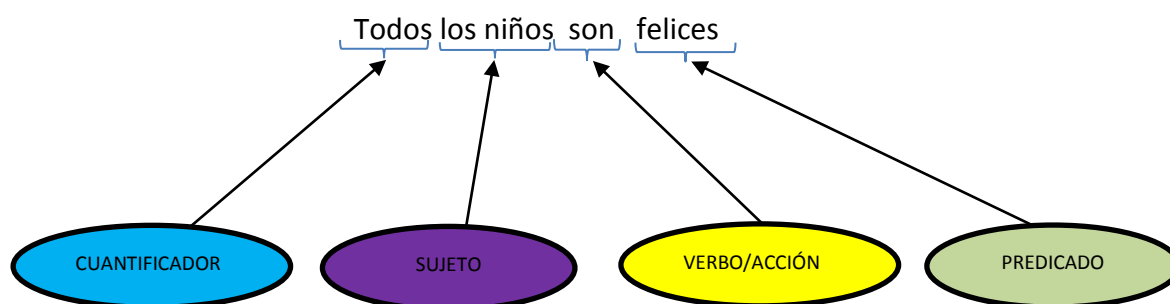 Todos los niños son felices
CUANTIFICADOR SUJETO VERBO/ACCIÓN PREDICADO